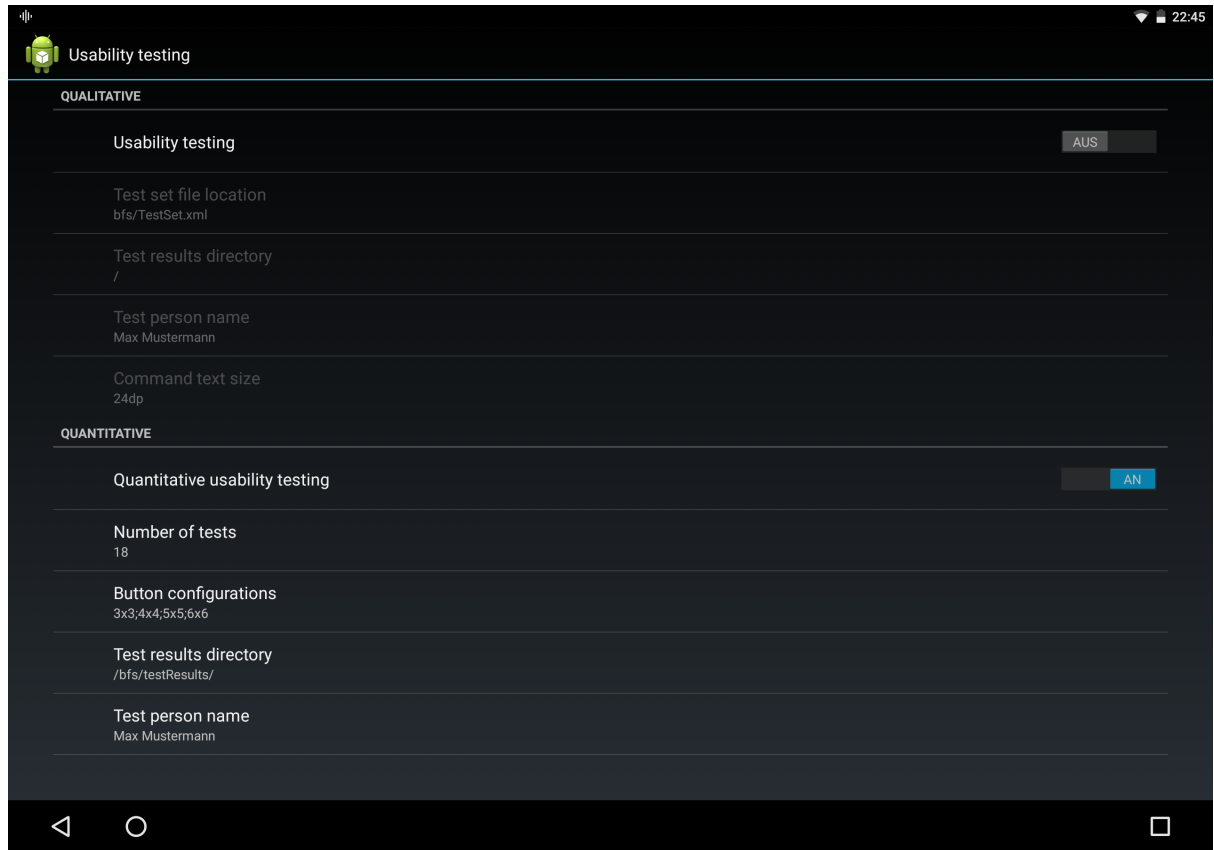 22:45
Usability testing
QUALITATIVE
Usability testing
AUS
Test set file location
bfs/TestSet.xml
Test results directory
/
Test person name
Max Mustermann
Command text size
24dp
QUANTITATIVE
Quantitative usability testing
AN
Number of tests
18
Button configurations
3x3;4x4;5x5;6x6
Test results directory
/bfs/testResults/
Test person name
Max Mustermann